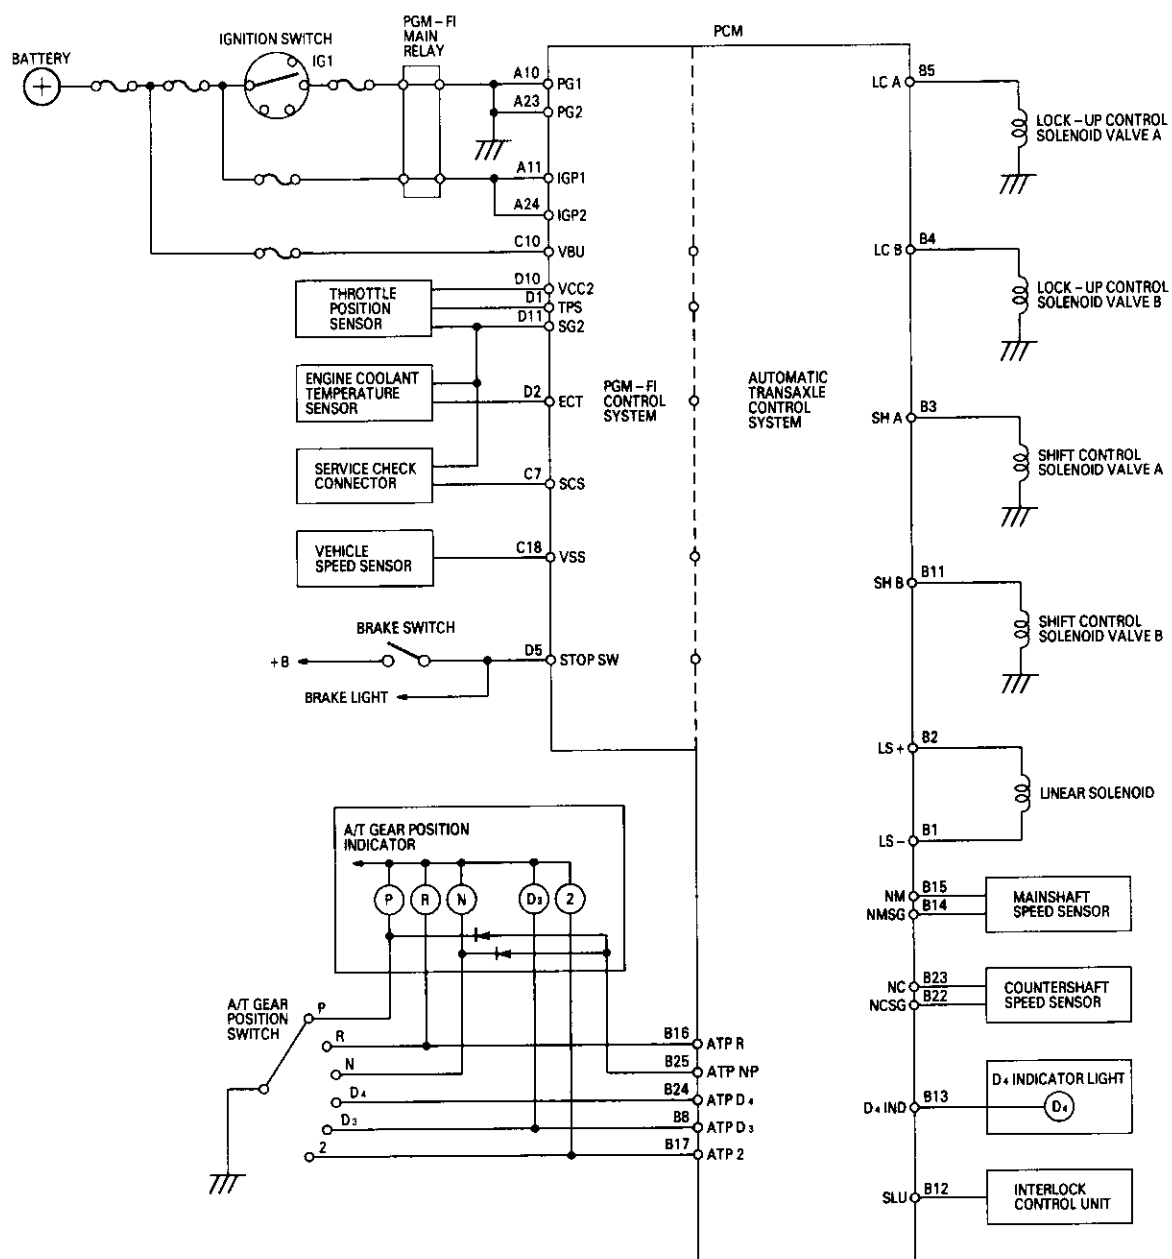 PCM
PGM – FI
MAIN
RELAY
IGNITION SWITCH
IG1
BATTERY
A10
PG1
A23
PG2
A11
IGP1
A24
IGP2
C10
VBU
THROTTLE
POSITION
SENSOR
D10
VCC2
D1
TPS
D11
SG2
ENGINE COOLANT
TEMPERATURE
SENSOR
D2
ECT
SERVICE CHECK
CONNECTOR
C7
SCS
VEHICLE
SPEED SENSOR
C18
VSS
BRAKE SWITCH
+B
D5
STOP SW
BRAKE LIGHT
PGM – FI
CONTROL
SYSTEM
AUTOMATIC
TRANSAXLE
CONTROL
SYSTEM
LC A
B5
LOCK – UP CONTROL
SOLENOID VALVE A
LC B
B4
LOCK – UP CONTROL
SOLENOID VALVE B
SH A
B3
SHIFT CONTROL
SOLENOID VALVE A
SH B
B11
SHIFT CONTROL
SOLENOID VALVE B
LS +
B2
LINEAR SOLENOID
LS –
B1
NM
B15
NMSG
B14
MAINSHAFT
SPEED SENSOR
NC
B23
NCSG
B22
COUNTERSHAFT
SPEED SENSOR
D4 INDICATOR LIGHT
D4 IND
B13
D4
SLU
B12
INTERLOCK
CONTROL UNIT
A/T GEAR POSITION
INDICATOR
P
R
N
D3
2
A/T GEAR
POSITION
SWITCH
P
R
B16
ATP R
N
B25
ATP NP
D4
B24
ATP D4
D3
B8
ATP D3
2
B17
ATP 2